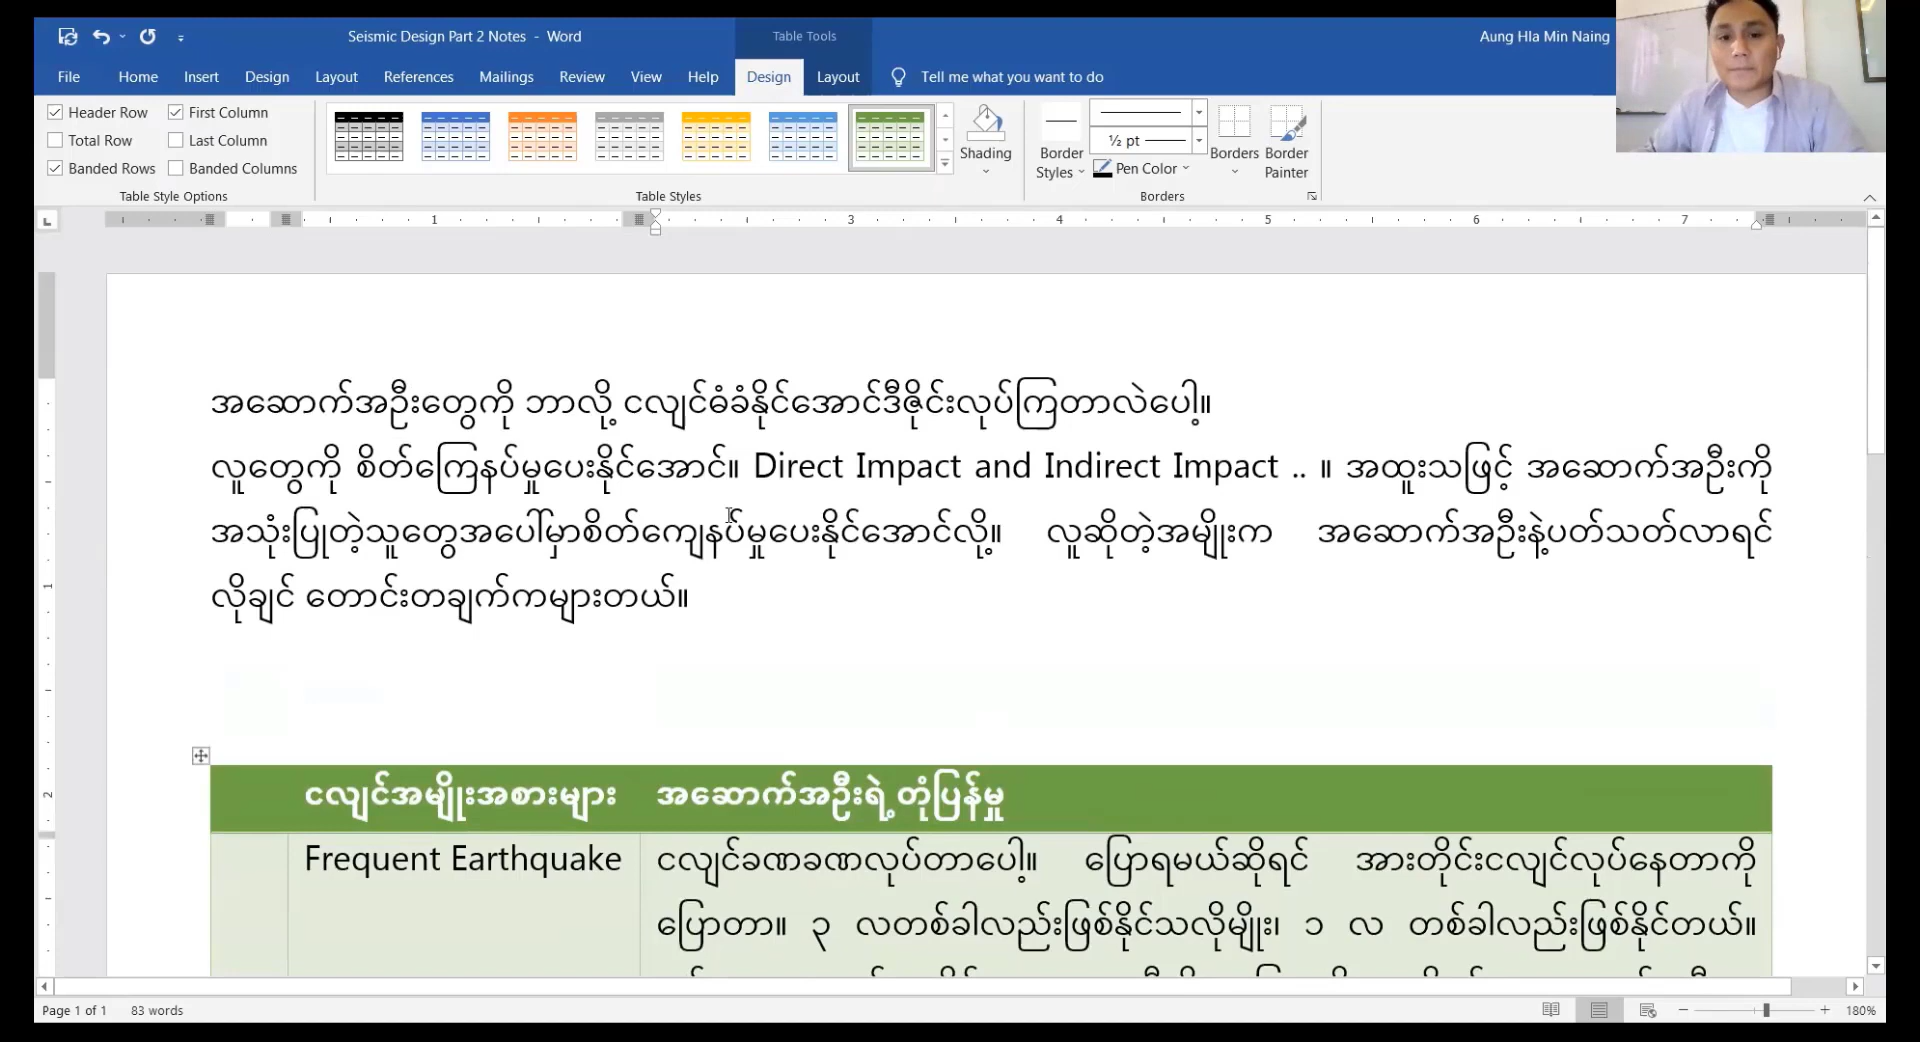 Seismic Design Part 2 Notes - Word
Table Tools
Aung Hla Min Naing
File Home Insert Design Layout References Mailings Review View Help Design Layout Tell me what you want to do
Header Row First Column
Total Row Last Column
Banded Rows Banded Columns
Table Style Options
Table Styles
Shading
Border Styles
½ pt
Pen Color
Borders
Border Painter
Borders
1 3 4 5 6 7
အဆောက်အဦးတွေကို ဘာလို့ ငလျင်ဓံခံနိုင်အောင်ဒီဇိုင်းလုပ်ကြတာလဲပေါ့။
လူတွေကို စိတ်ကြေနပ်မှုပေးနိုင်အောင်။ Direct Impact and Indirect Impact .. ။ အထူးသဖြင့် အဆောက်အဦးကို
အသုံးပြုတဲ့သူတွေအပေါ်မှာစိတ်ကျေနပ်မှုပေးနိုင်အောင်လို့။ လူဆိုတဲ့အမျိုးက အဆောက်အဦးနဲ့ပတ်သတ်လာရင်
လိုချင် တောင်းတချက်ကများတယ်။
ငလျင်အမျိုးအစားများ အဆောက်အဦးရဲ့တုံ့ပြန်မှု
Frequent Earthquake ငလျင်ခဏခဏလုပ်တာပေါ့။ ပြောရမယ်ဆိုရင် အားတိုင်းငလျင်လုပ်နေတာကို
ပြောတာ။ ၃ လတစ်ခါလည်းဖြစ်နိုင်သလိုမျိုး၊ ၁ လ တစ်ခါလည်းဖြစ်နိုင်တယ်။
1
2
Page 1 of 1 83 words
180%